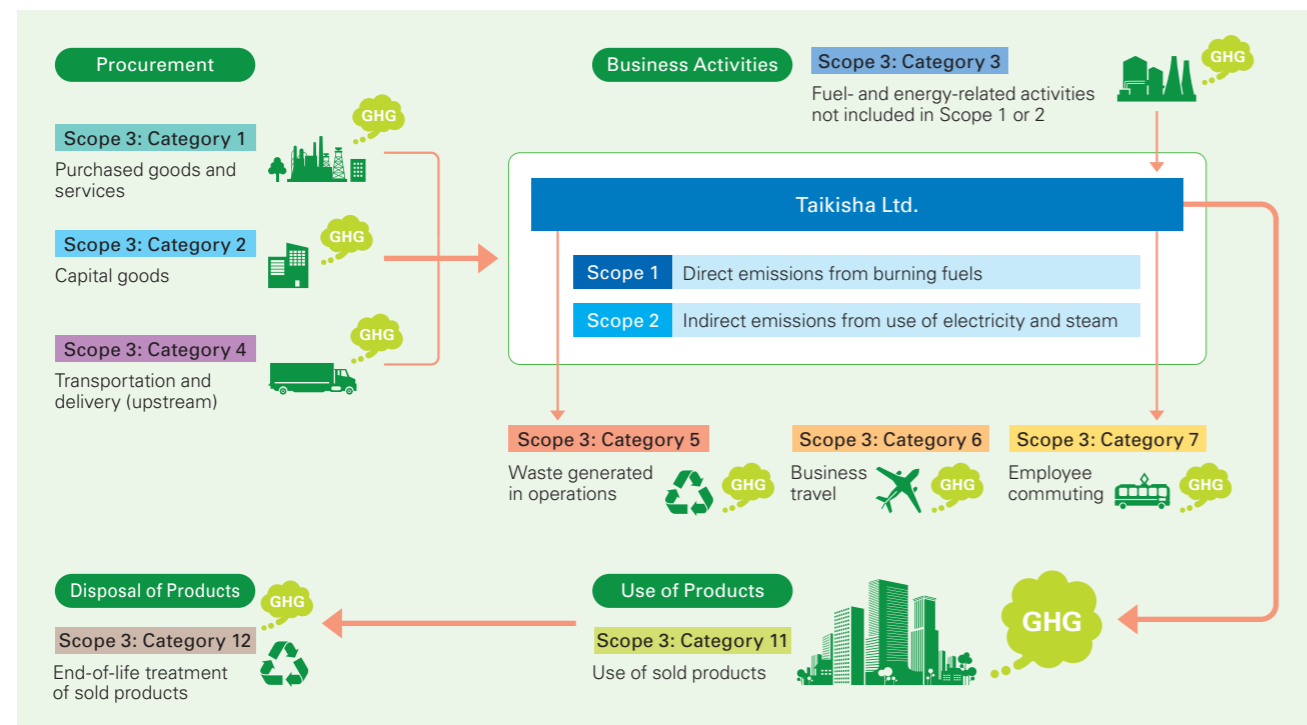 Procurement
Scope 3: Category 1
GHG
Purchased goods and
services
Scope 3: Category 2
GHG
Capital goods
Scope 3: Category 4
GHG
Transportation and
delivery (upstream)
Business Activities
Scope 3: Category 3
GHG
Fuel- and energy-related activities
not included in Scope 1 or 2
Taikisha Ltd.
Scope 1 Direct emissions from burning fuels
Scope 2 Indirect emissions from use of electricity and steam
Scope 3: Category 5
Waste generated
in operations
GHG
Scope 3: Category 6
Business
travel
GHG
Scope 3: Category 7
Employee
commuting
GHG
Use of Products
Scope 3: Category 11
Use of sold products
GHG
Disposal of Products
GHG
Scope 3: Category 12
End-of-life treatment
of sold products